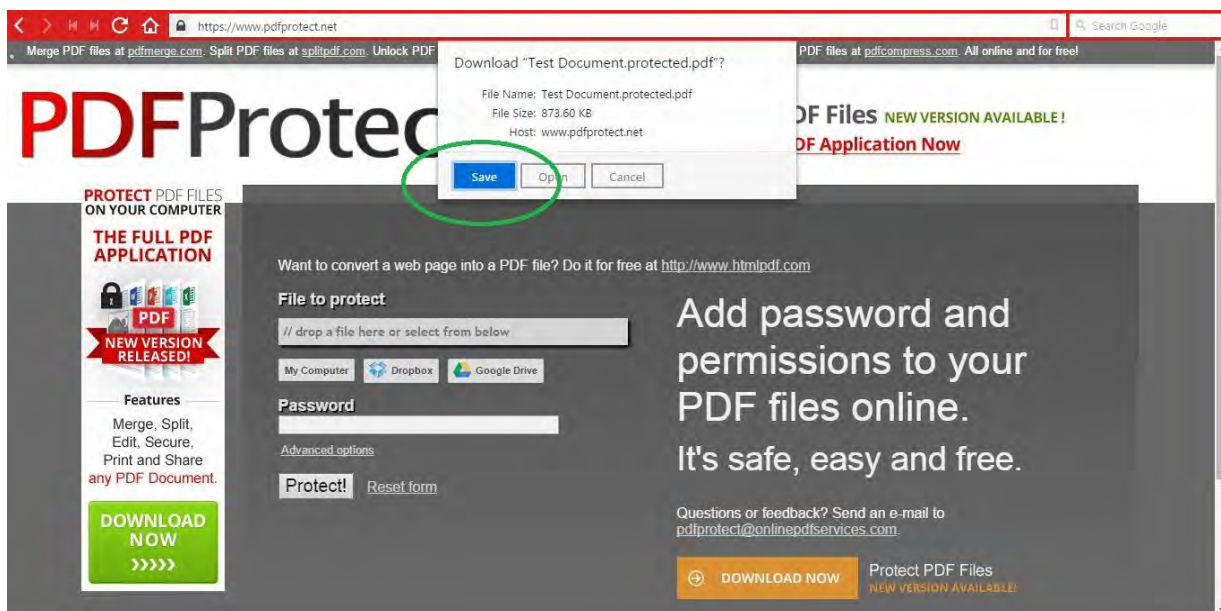 https://www.pdfprotect.net
Search Google
Merge PDF files at pdfmerge.com. Split PDF files at splitpdf.com. Unlock PDF
PDF files at pdfcompress.com. All online and for free!
Download "Test Document.protected.pdf"?
File Name: Test Document.protected.pdf
File Size: 873.60 KB
Host: www.pdfprotect.net
Save Open Cancel
PDFProtec
DF Files NEW VERSION AVAILABLE!
DF Application Now
PROTECT PDF FILES
ON YOUR COMPUTER
THE FULL PDF
APPLICATION
PDF
NEW VERSION
RELEASED!
Features
Merge, Split,
Edit, Secure,
Print and Share
any PDF Document.
DOWNLOAD
NOW
>>>>>
Want to convert a web page into a PDF file? Do it for free at http://www.htmlpdf.com
File to protect
// drop a file here or select from below
My Computer Dropbox Google Drive
Password
Advanced options
Protect! Reset form
Add password and
permissions to your
PDF files online.
It's safe, easy and free.
Questions or feedback? Send an e-mail to
pdfprotect@onlinepdfservices.com.
DOWNLOAD NOW
Protect PDF Files
NEW VERSION AVAILABLE!